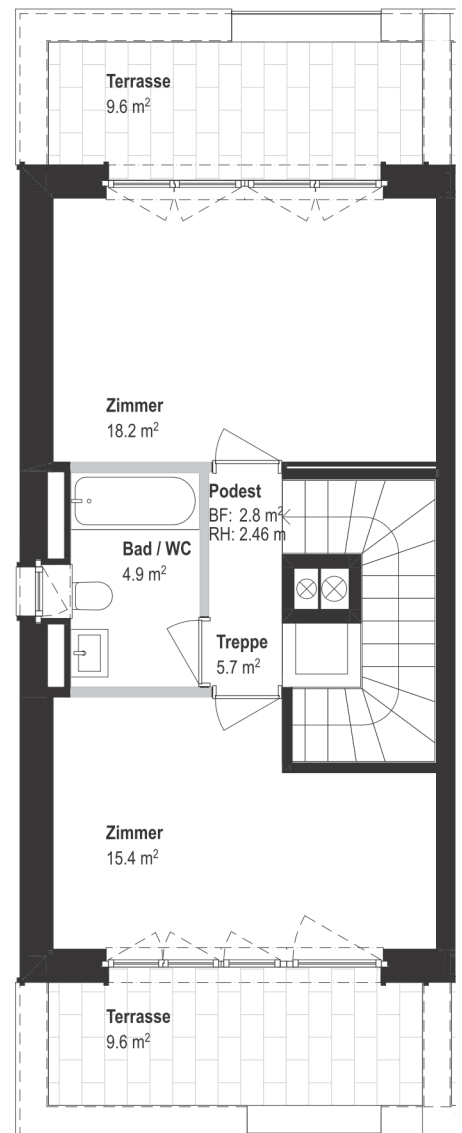 Terrasse
9.6 m²
Zimmer
18.2 m²
Podest
BF: 2.8 m²
RH: 2.46 m
Bad / WC
4.9 m²
Treppe
5.7 m²
Zimmer
15.4 m²
Terrasse
9.6 m²